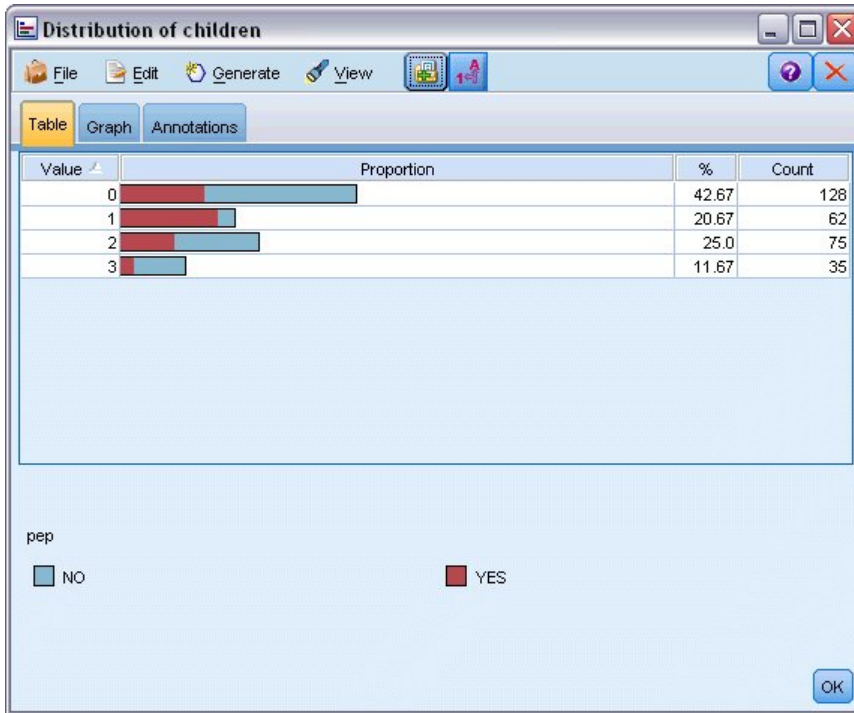 Distribution of children
File Edit Generate View
Table Graph Annotations
Value Proportion % Count
0 42.67 128
1 20.67 62
2 25.0 75
3 11.67 35
pep
NO YES
OK